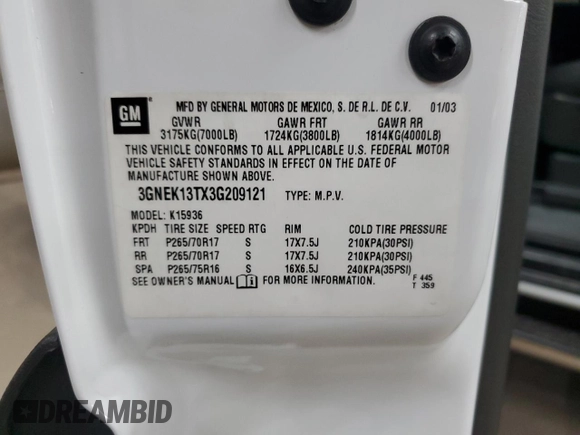 GM
MFD BY GENERAL MOTORS DE MEXICO, S. DE R.L. DE C.V. 01/03
GVWR GAWR FRT GAWR RR
3175KG(7000LB) 1724KG(3800LB) 1814KG(4000LB)
THIS VEHICLE CONFORMS TO ALL APPLICABLE U.S. FEDERAL MOTOR
VEHICLE SAFETY STANDARDS IN EFFECT ON THE DATE OF
MANUFACTURE SHOWN ABOVE.
3GNEK13TX3G209121 TYPE: M.P.V.
MODEL: K15936
KPDH TIRE SIZE SPEED RTG RIM COLD TIRE PRESSURE
FRT P265/70R17 S 17X7.5J 210KPA(30PSI)
RR P265/70R17 S 17X7.5J 210KPA(30PSI)
SPA P265/75R16 S 16X6.5J 240KPA(35PSI)
SEE OWNER'S MANUAL FOR MORE INFORMATION.
F 445
T 359
DREAMBID